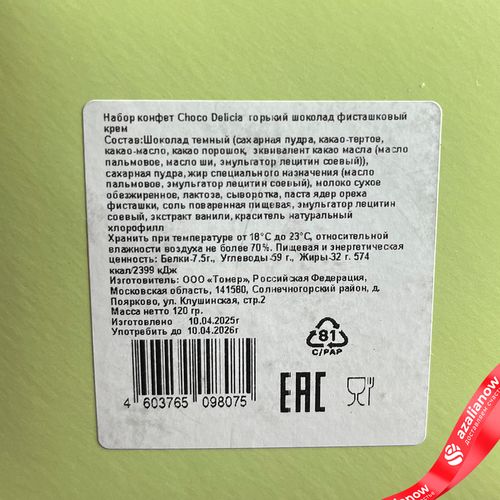 Набор конфет Choco Delicia горький шоколад фисташковый
крем
Состав:Шоколад темный (сахарная пудра, какао-тертое,
какао-масло, какао порошок, эквивалент какао масла (масло
пальмовое, масло ши, эмульгатор лецитин соевый)),
сахарная пудра, жир специального назначения (масло
пальмовое, эмульгатор лецитин соевый), молоко сухое
обезжиренное, лактоза, сыворотка, паста ядер ореха
фисташки, соль поваренная пищевая, эмульгатор лецитин
соевый, экстракт ванили, краситель натуральный
хлорофилл
Хранить при температуре от 18°С до 23°С, относительной
влажности воздуха не более 70%. Пищевая и энергетическая
ценность: Белки-7.5г., Углеводы-59 г., Жиры-32 г. 574
ккал/2399 кДж
Изготовитель: ООО «Томер», Российская Федерация,
Московская область, 141580, Солнечногорский район, д.
Поярково, ул. Клушинская, стр.2
Масса нетто 120 гр.
Изготовлено 10.04.2025г
Употребить до 10.04.2026г
81
C/PAP
4 603765 098075
EAC
azalianow
доставляем счастье
azalianow